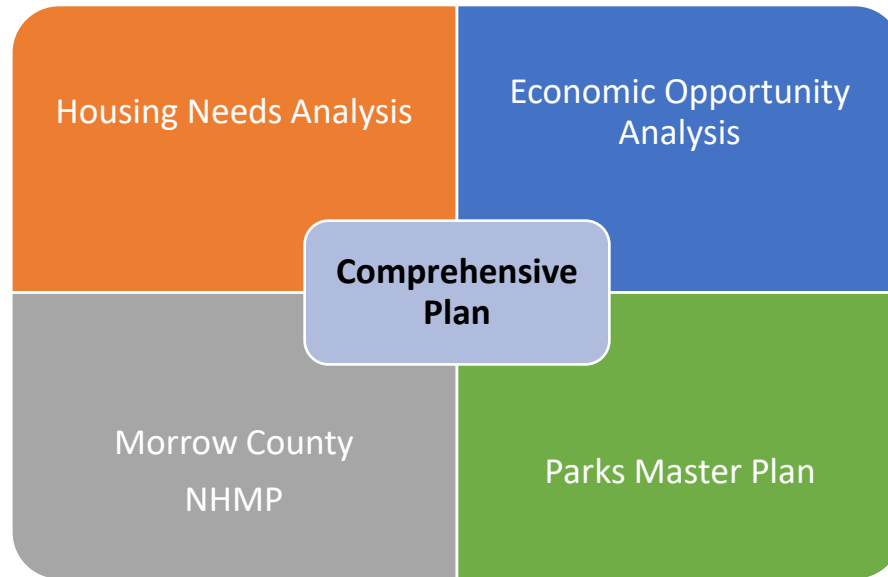 Housing Needs Analysis
Economic Opportunity
Analysis
Comprehensive
Plan
Morrow County
NHMP
Parks Master Plan